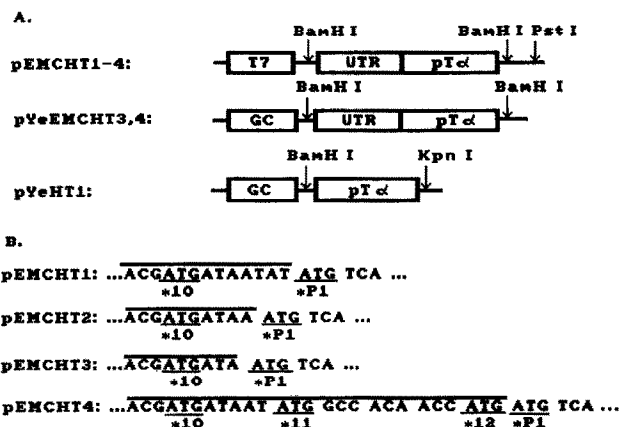 A.
BamH I BamH I Pst I
pEMCHT1-4: T7 UTR pTα
BamH I BamH I
pYeEMCHT3,4: GC UTR pTα
BamH I Kpn I
pYeHT1: GC pTα
B.
pEMCHT1: ...ACGATGATAATAT ATG TCA ...
*10 *P1
pEMCHT2: ...ACGATGATAA ATG TCA ...
*10 *P1
pEMCHT3: ...ACGATGATA ATG TCA ...
*10 *P1
pEMCHT4: ...ACGATGATAAT ATG GCC ACA ACC ATG ATG TCA ...
*10 *11 *12 *P1